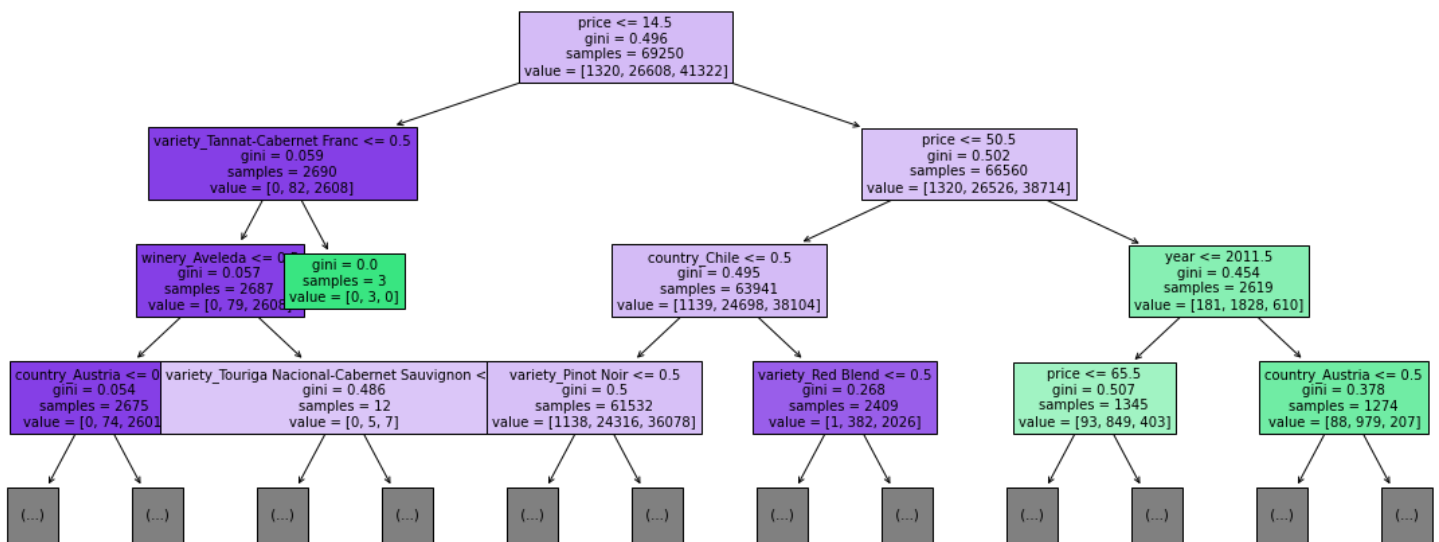 price <= 14.5
gini = 0.496
samples = 69250
value = [1320, 26608, 41322]
variety_Tannat-Cabernet Franc <= 0.5
gini = 0.059
samples = 2690
value = [0, 82, 2608]
price <= 50.5
gini = 0.502
samples = 66560
value = [1320, 26526, 38714]
winery_Aveleda <= 0.5
gini = 0.057
samples = 2687
value = [0, 79, 2608]
gini = 0.0
samples = 3
value = [0, 3, 0]
country_Chile <= 0.5
gini = 0.495
samples = 63941
value = [1139, 24698, 38104]
year <= 2011.5
gini = 0.454
samples = 2619
value = [181, 1828, 610]
country_Austria <= 0
gini = 0.054
samples = 2675
value = [0, 74, 2601
variety_Touriga Nacional-Cabernet Sauvignon <
gini = 0.486
samples = 12
value = [0, 5, 7]
variety_Pinot Noir <= 0.5
gini = 0.5
samples = 61532
value = [1138, 24316, 36078]
variety_Red Blend <= 0.5
gini = 0.268
samples = 2409
value = [1, 382, 2026]
price <= 65.5
gini = 0.507
samples = 1345
value = [93, 849, 403]
country_Austria <= 0.5
gini = 0.378
samples = 1274
value = [88, 979, 207]
(...)
(...)
(...)
(...)
(...)
(...)
(...)
(...)
(...)
(...)
(...)
(...)